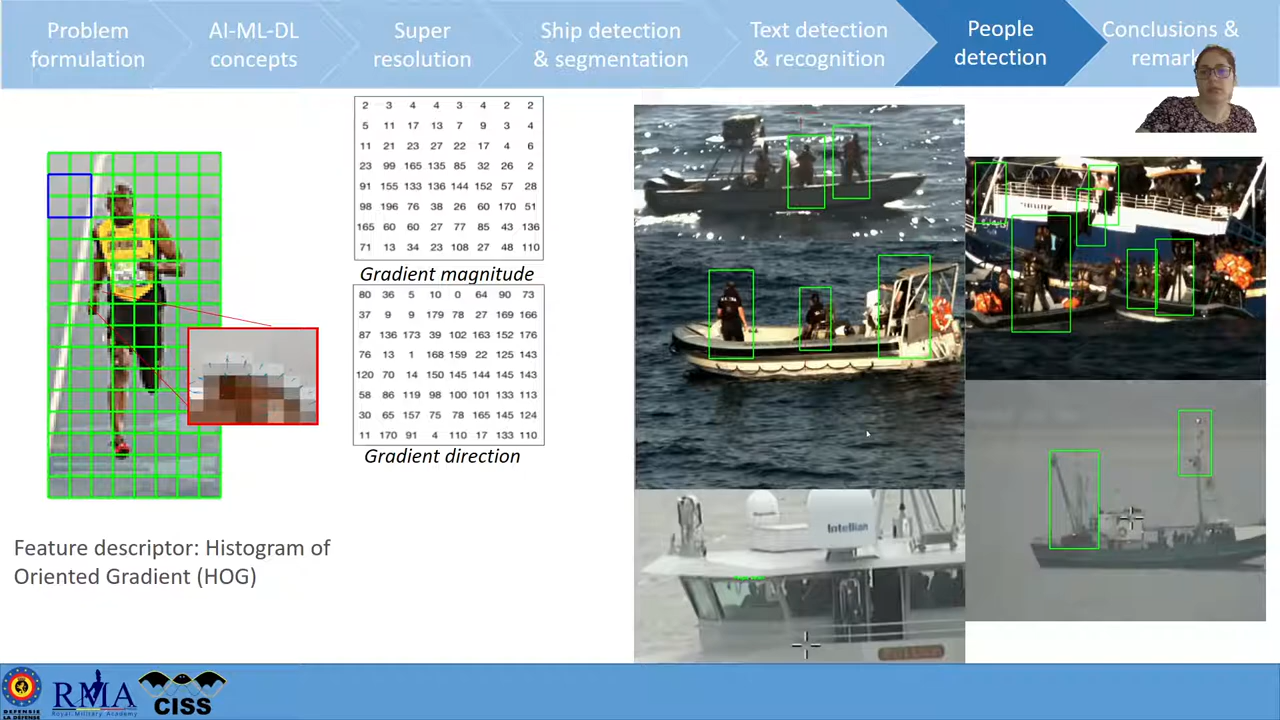 Problem
formulation
AI-ML-DL
concepts
Super
resolution
Ship detection
& segmentation
Text detection
& recognition
People
detection
Conclusions &
remark
2 3 4 4 3 4 2 2
5 11 17 13 7 9 3 4
11 21 23 27 22 17 4 6
23 99 165 135 85 32 26 2
91 155 133 136 144 152 57 28
98 196 76 38 26 60 170 51
165 60 60 27 77 85 43 136
71 13 34 23 108 27 48 110
Gradient magnitude
80 36 5 10 0 64 90 73
37 9 9 179 78 27 169 166
87 136 173 39 102 163 152 176
76 13 1 168 159 22 125 143
120 70 14 150 145 144 145 143
58 86 119 98 100 101 133 113
30 65 157 75 78 165 145 124
11 170 91 4 110 17 133 110
Gradient direction
Feature descriptor: Histogram of
Oriented Gradient (HOG)
Intellian
DEFENSIE
LA DÉFENSE
RMA
Royal Military Academy
CISS